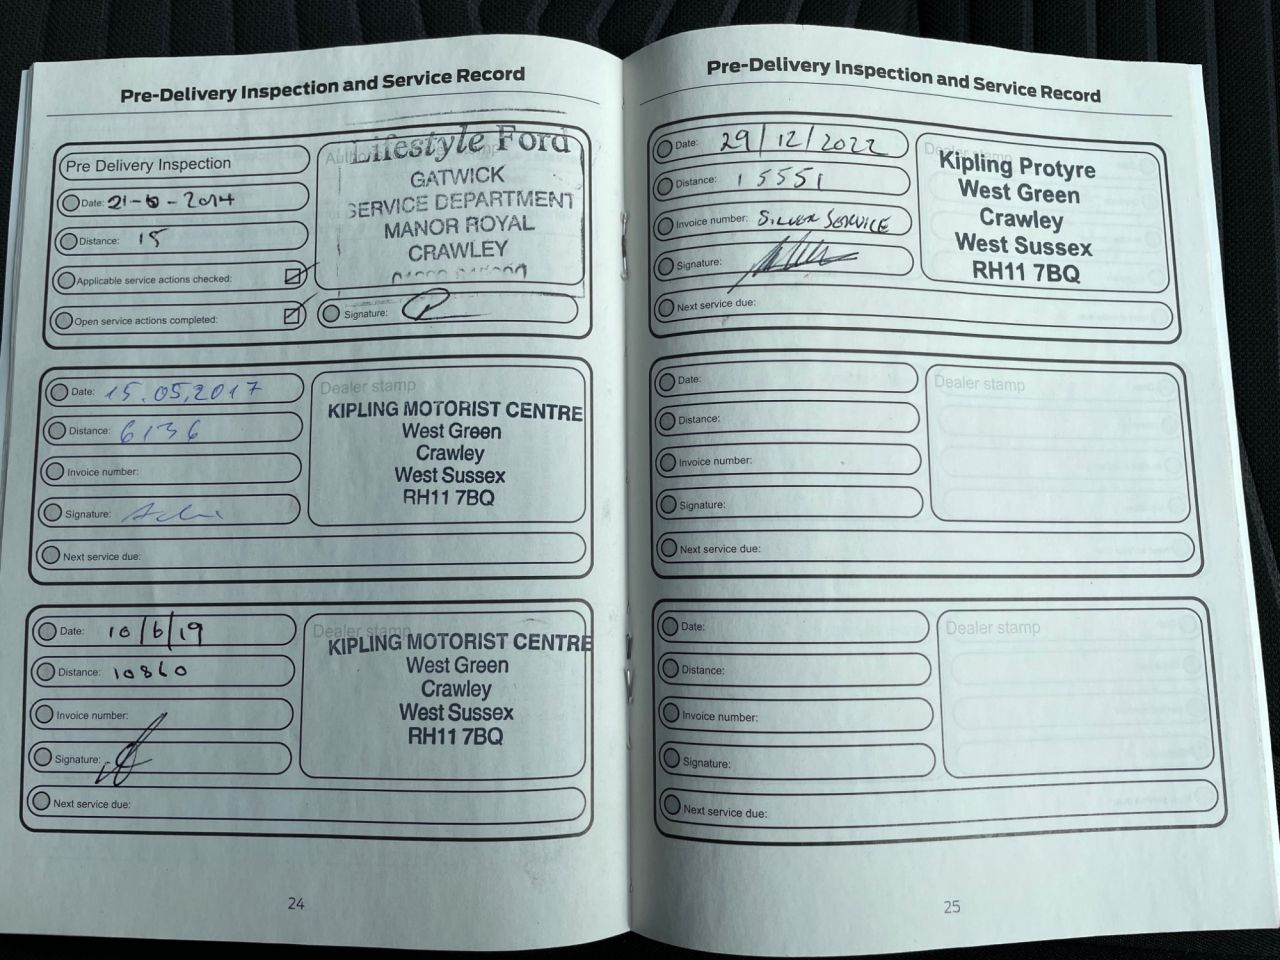 Pre-Delivery Inspection and Service Record
Pre Delivery Inspection
Date: 21-10-2014
Distance: 15
Applicable service actions checked:
Open service actions completed:
Lifestyle Ford
GATWICK
SERVICE DEPARTMENT
MANOR ROYAL
CRAWLEY
Signature:
Date: 15.05.2017
Distance: 6136
Invoice number:
Signature:
Next service due:
Dealer stamp
KIPLING MOTORIST CENTRE
West Green
Crawley
West Sussex
RH11 7BQ
Date: 10/6/19
Distance: 10860
Invoice number:
Signature:
Next service due:
Dealer stamp
KIPLING MOTORIST CENTRE
West Green
Crawley
West Sussex
RH11 7BQ
24
Pre-Delivery Inspection and Service Record
Date: 29/12/2022
Distance: 15551
Invoice number: SILVER SERVICE
Signature:
Next service due:
Kipling Protyre
West Green
Crawley
West Sussex
RH11 7BQ
Date:
Distance:
Invoice number:
Signature:
Next service due:
Dealer stamp
Date:
Distance:
Invoice number:
Signature:
Next service due:
Dealer stamp
25